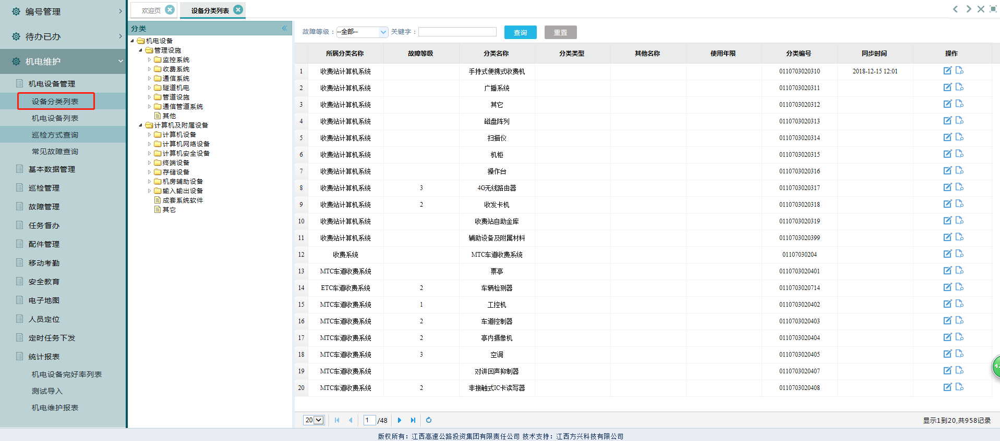 编号管理
待办已办
机电维护
机电设备管理
设备分类列表
机电设备列表
巡检方式查询
常见故障查询
基本数据管理
巡检管理
故障管理
任务督办
配件管理
移动考勤
安全教育
电子地图
人员定位
定时任务下发
统计报表
机电设备完好率列表
测试导入
机电维护报表
欢迎页 设备分类列表
分类
机电设备
管理设施
监控系统
收费系统
通信系统
隧道机电
管道设施
通信管道系统
其他
计算机及附属设备
计算机设备
计算机网络设备
计算机安全设备
终端设备
存储设备
机房辅助设备
输入输出设备
成套系统软件
其它
故障等级： --全部-- 关键字： 查询 重置
所属分类名称 故障等级 分类名称 分类类型 其他名称 使用年限 分类编号 同步时间 操作
1 收费站计算机系统 手持式便携式收费机 0110703020310 2018-12-15 12:01
2 收费站计算机系统 广播系统 0110703020311
3 收费站计算机系统 其它 0110703020312
4 收费站计算机系统 磁盘阵列 0110703020313
5 收费站计算机系统 扫描仪 0110703020314
6 收费站计算机系统 机柜 0110703020315
7 收费站计算机系统 操作台 0110703020316
8 收费站计算机系统 3 4G无线路由器 0110703020317
9 收费站计算机系统 2 收发卡机 0110703020318
10 收费站计算机系统 收费站自助金库 0110703020319
11 收费站计算机系统 辅助设备及附属材料 0110703020399
12 收费系统 MTC车道收费系统 01107030204
13 MTC车道收费系统 票亭 0110703020401
14 ETC车道收费系统 2 车辆检测器 0110703020714
15 MTC车道收费系统 1 工控机 0110703020402
16 MTC车道收费系统 2 车道控制器 0110703020403
17 MTC车道收费系统 2 亭内摄像机 0110703020404
18 MTC车道收费系统 3 空调 0110703020405
19 MTC车道收费系统 对讲回声抑制器 0110703020407
20 MTC车道收费系统 2 非接触式IC卡读写器 0110703020408
20 1 /48 显示1到20,共958记录
47
版权所有：江西高速公路投资集团有限责任公司 技术支持：江西方兴科技有限公司